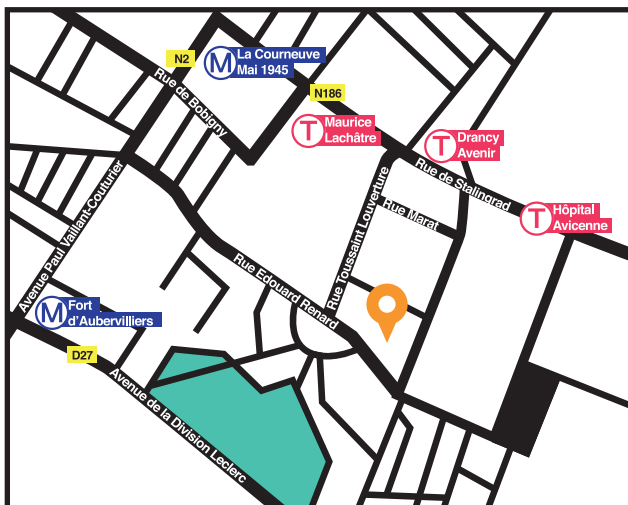 N2
M
La Courneuve
Mai 1945
Rue de Bobigny
N186
T
Maurice
Lachâtre
T
Drancy
Avenir
Rue de Stalingrad
T
Hôpital
Avicenne
Rue Marat
Rue Toussaint Louverture
Avenue Paul Vaillant-Couturier
Rue Edouard Renard
M
Fort
d'Aubervilliers
D27
Avenue de la Division Leclerc